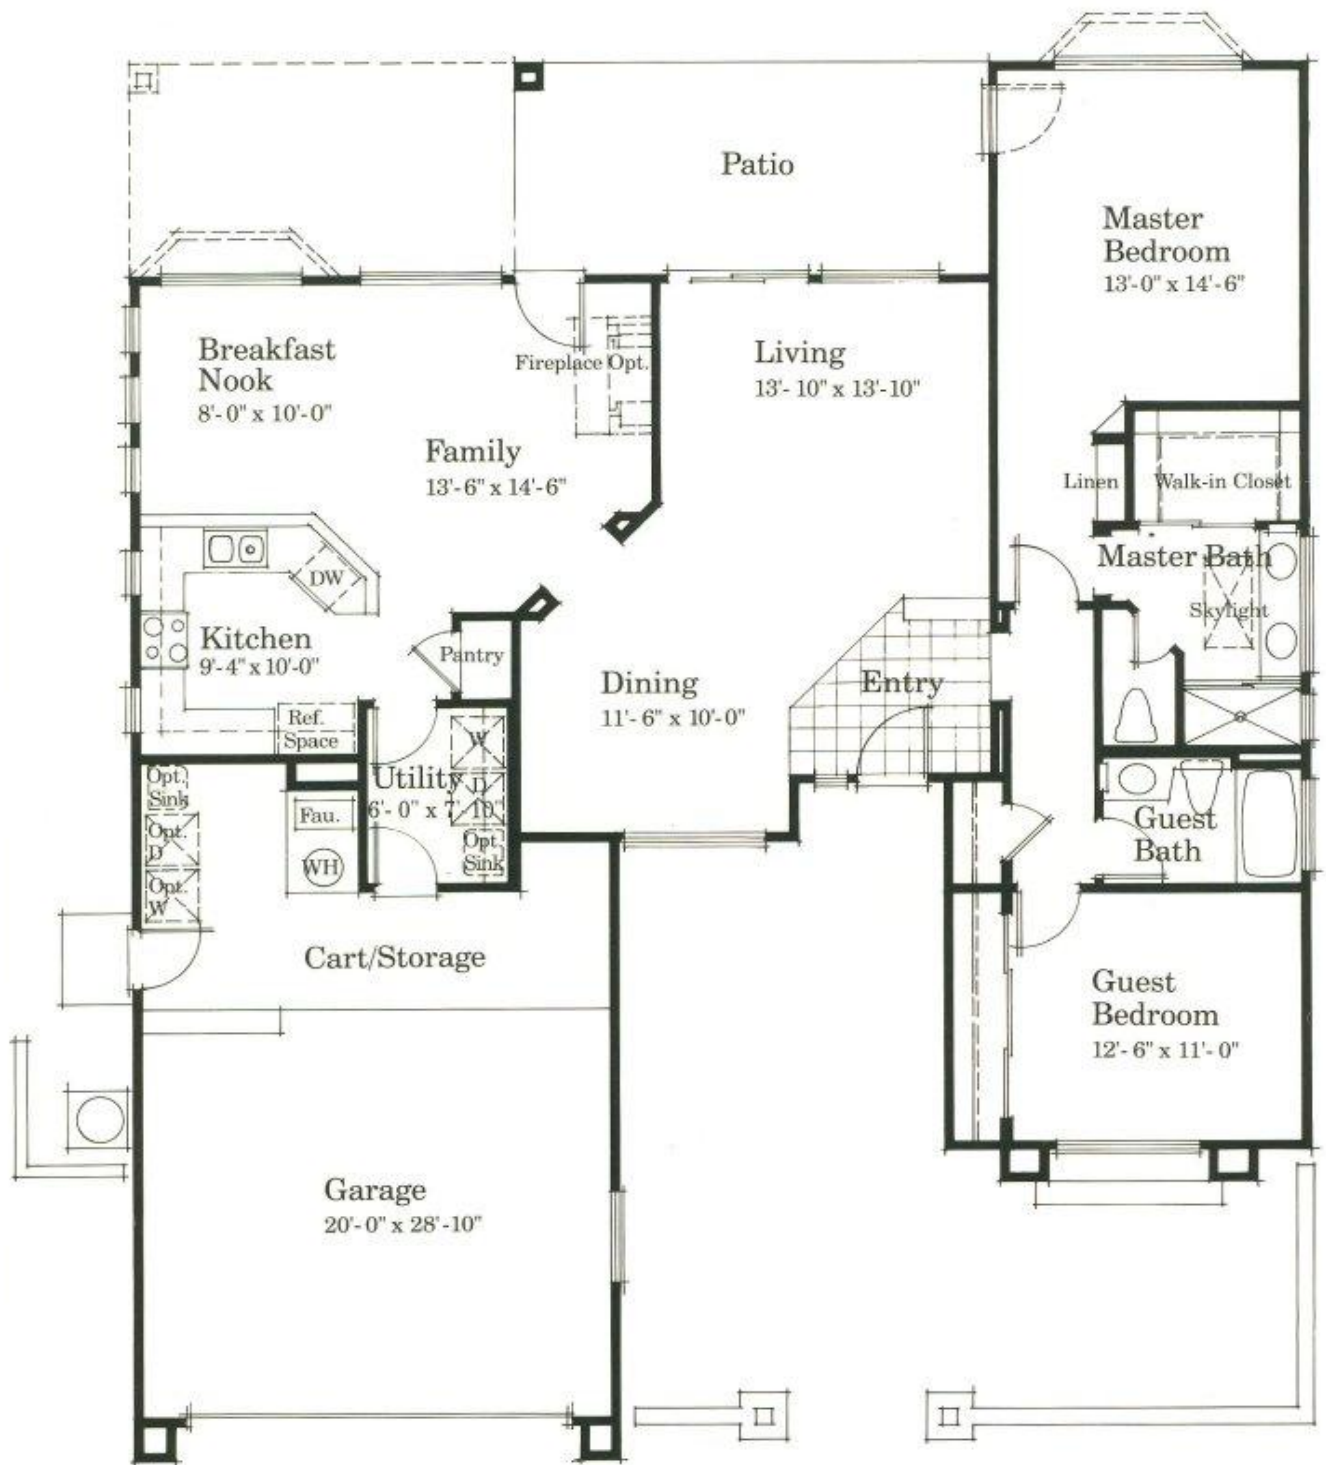 Patio
Master
Bedroom
13'-0" x 14'-6"
Breakfast
Nook
8'-0" x 10'-0"
Fireplace Opt.
Living
13'-10" x 13'-10"
Family
13'-6" x 14'-6"
Linen
Walk-in Closet
Master Bath
Skylight
DW
Kitchen
9'-4" x 10'-0"
Pantry
Dining
11'-6" x 10'-0"
Entry
Ref.
Space
W
Utility
6'-0" x 7'-10"
D
Opt.
Sink
Opt.
Sink
Opt.
D
Opt.
W
Fau.
WH
Guest
Bath
Cart/Storage
Guest
Bedroom
12'-6" x 11'-0"
Garage
20'-0" x 28'-10"